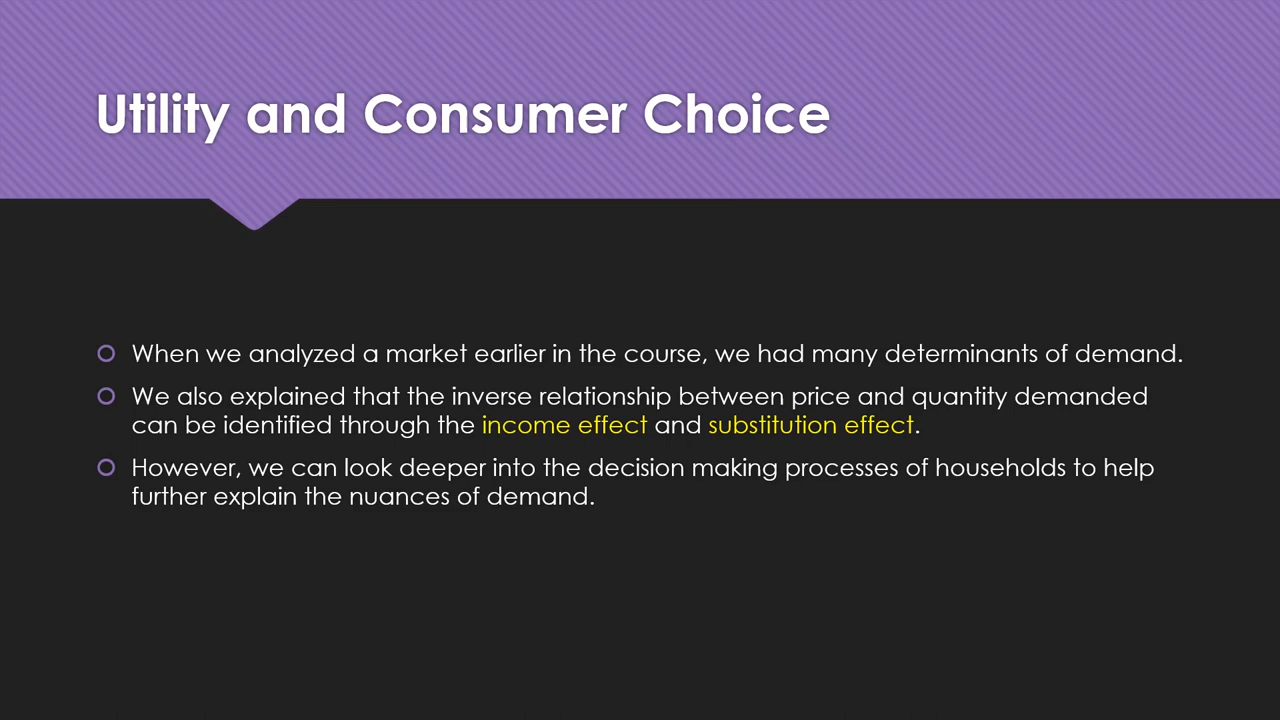 Utility and Consumer Choice
When we analyzed a market earlier in the course, we had many determinants of demand.
We also explained that the inverse relationship between price and quantity demanded
can be identified through the income effect and substitution effect.
However, we can look deeper into the decision making processes of households to help
further explain the nuances of demand.